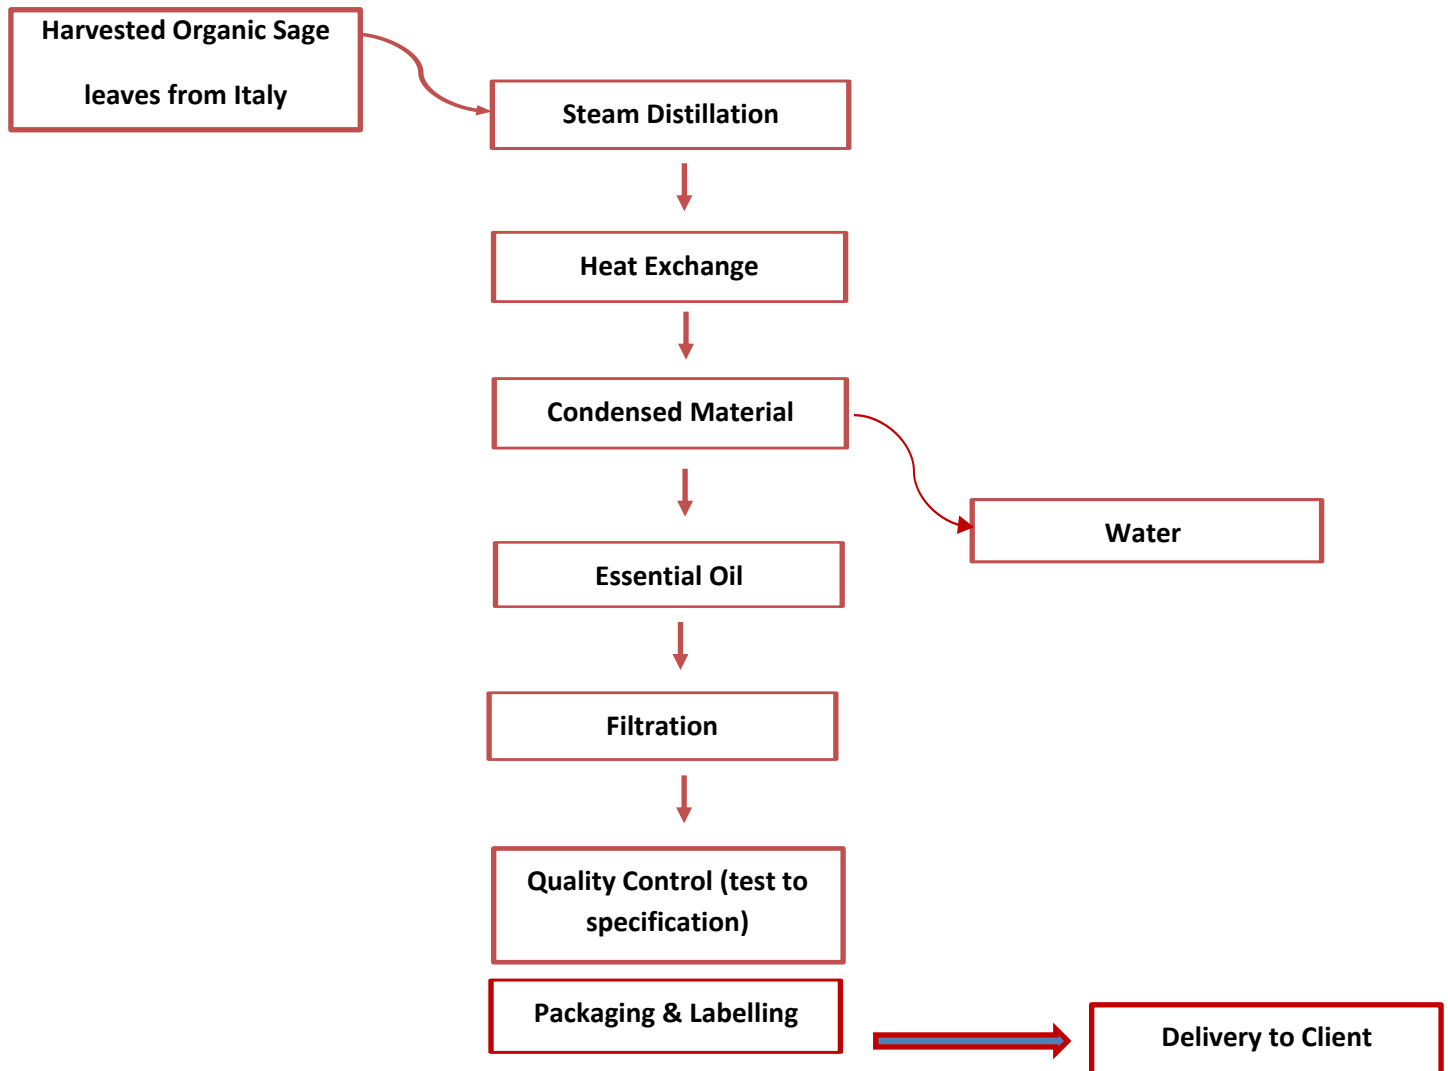 Harvested Organic Sage
leaves from Italy
Steam Distillation
Heat Exchange
Condensed Material
Water
Essential Oil
Filtration
Quality Control (test to
specification)
Packaging & Labelling
Delivery to Client